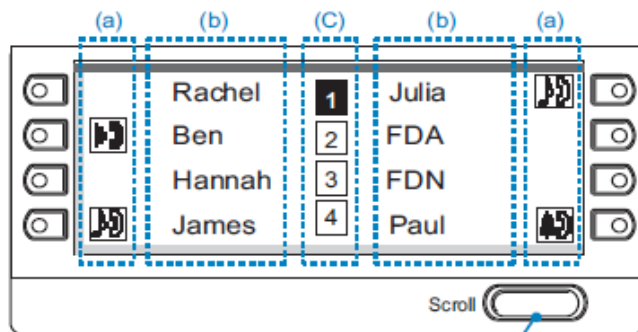 (a) (b) (C) (b) (a)
Rachel 1 Julia
Ben 2 FDA
Hannah 3 FDN
James 4 Paul
Scroll